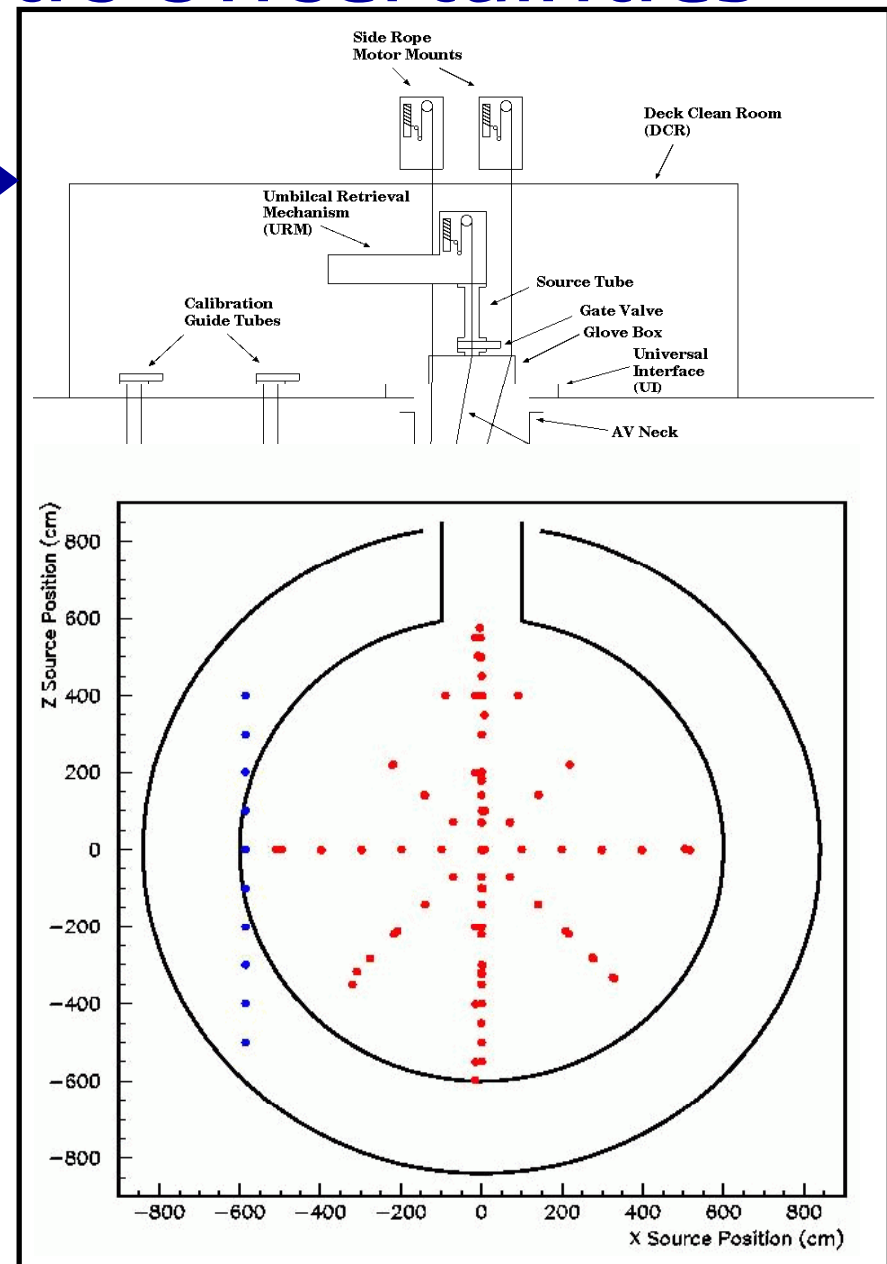 Side Rope
Motor Mounts
Deck Clean Room
(DCR)
Umbilcal Retrieval
Mechanism
(URM)
Source Tube
Calibration
Guide Tubes
Gate Valve
Glove Box
Universal
Interface
(UI)
AV Neck
Z Source Position (cm)
800
600
400
200
0
−200
−400
−600
−800
−800 −600 −400 −200 0 200 400 600 800
X Source Position (cm)